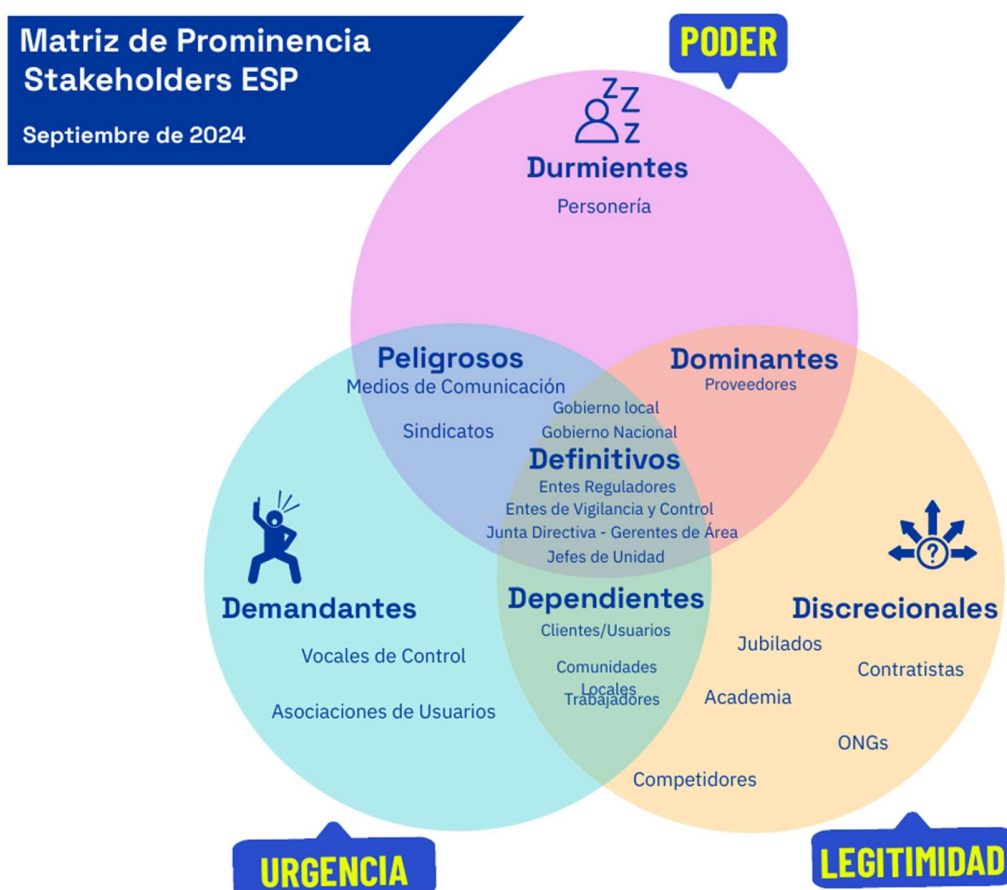 Matriz de Prominencia
Stakeholders ESP
Septiembre de 2024
PODER
ZZZ
Durmientes
Personería
Peligrosos
Medios de Comunicación
Sindicatos
Dominantes
Proveedores
Gobierno local
Gobierno Nacional
Definitivos
Entes Reguladores
Entes de Vigilancia y Control
Junta Directiva - Gerentes de Área
Jefes de Unidad
Demandantes
Vocales de Control
Asociaciones de Usuarios
Dependientes
Clientes/Usuarios
Comunidades
Locales
Trabajadores
?
Discrecionales
Jubilados
Contratistas
Academia
ONGs
Competidores
URGENCIA
LEGITIMIDAD